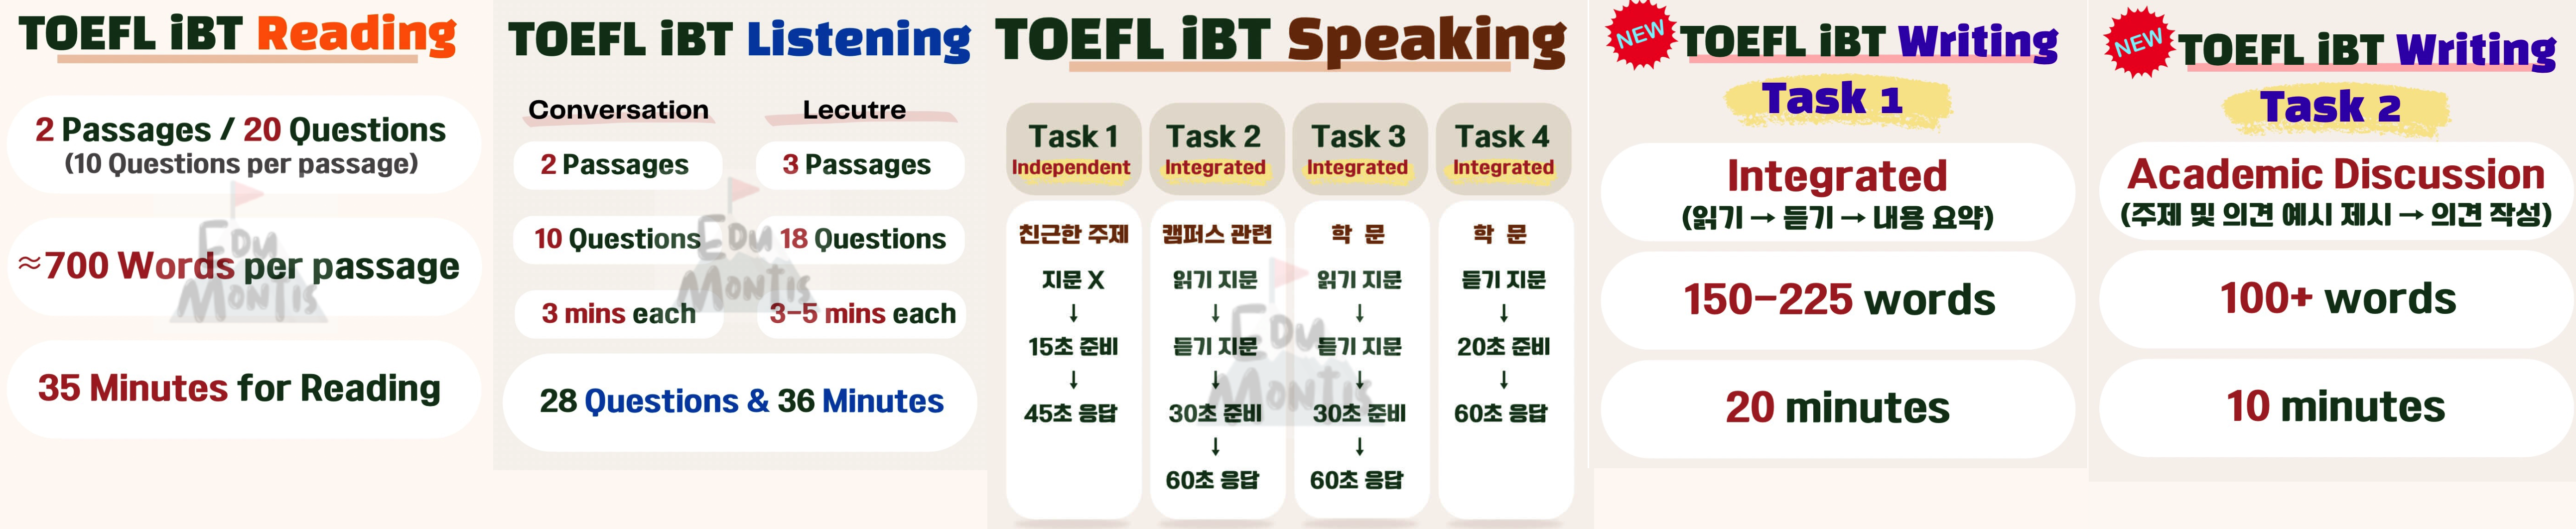 TOEFL iBT Reading
2 Passages / 20 Questions
(10 Questions per passage)
≈700 Words per passage
35 Minutes for Reading
EDU
MONTIS
TOEFL iBT Listening
Conversation
Lecutre
2 Passages
3 Passages
10 Questions
18 Questions
3 mins each
3-5 mins each
28 Questions & 36 Minutes
EDU
MONTIS
TOEFL iBT Speaking
Task 1
Independent
친근한 주제
지문 X
↓
15초 준비
↓
45초 응답
Task 2
Integrated
캠퍼스 관련
읽기 지문
↓
듣기 지문
↓
30초 준비
↓
60초 응답
Task 3
Integrated
학 문
읽기 지문
↓
듣기 지문
↓
30초 준비
↓
60초 응답
Task 4
Integrated
학 문
듣기 지문
↓
20초 준비
↓
60초 응답
EDU
MONTIS
NEW
TOEFL iBT Writing
Task 1
Integrated
(읽기 → 듣기 → 내용 요약)
150-225 words
20 minutes
NEW
TOEFL iBT Writing
Task 2
Academic Discussion
(주제 및 의견 예시 제시 → 의견 작성)
100+ words
10 minutes